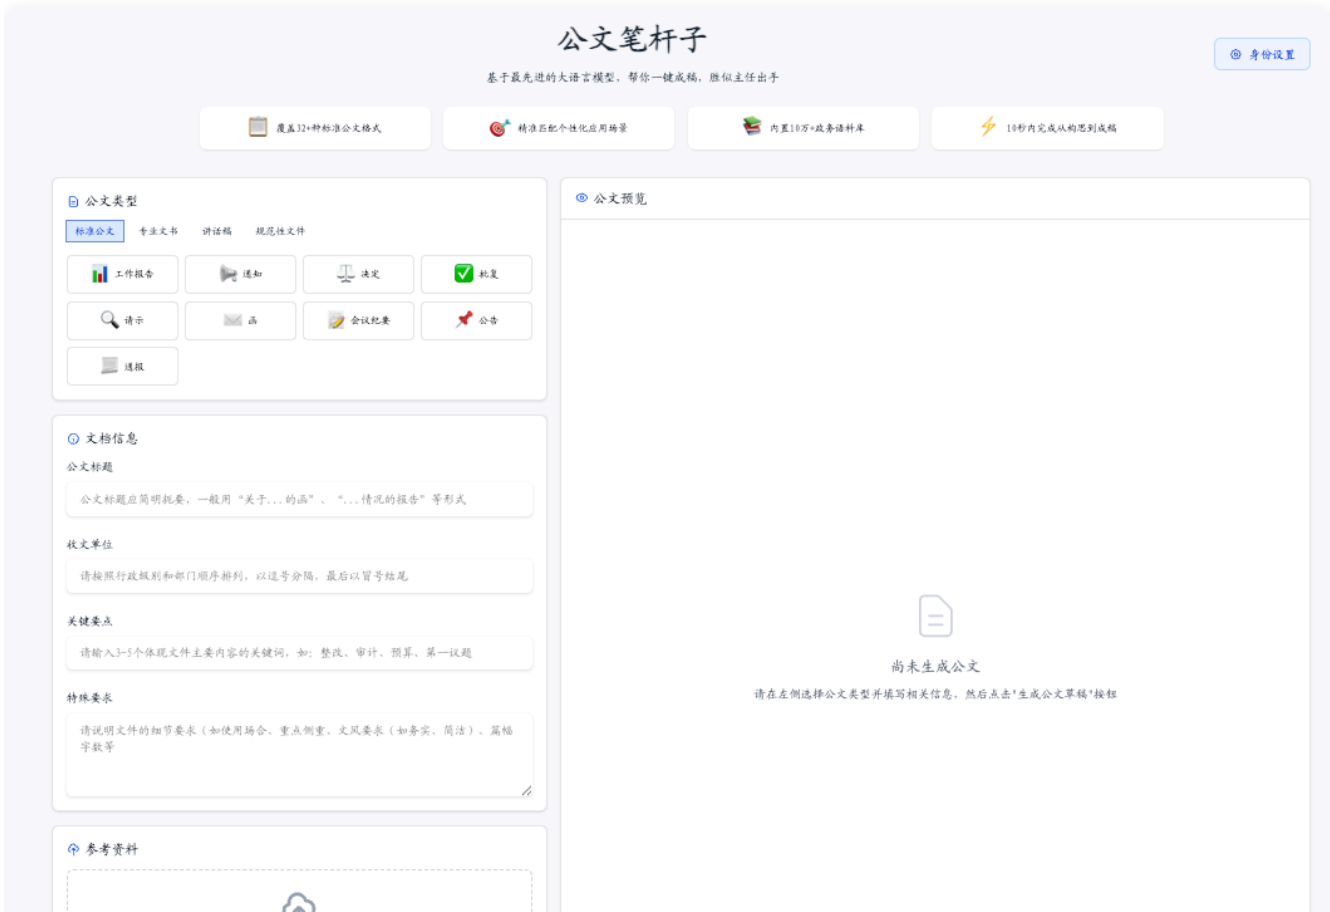 公文笔杆子
基于最先进的大语言模型，帮你一键成稿，胜似主任出手
身份设置
覆盖32+种标准公文格式
精准匹配个性化应用场景
内置10万+政务语料库
10秒内完成从构思到成稿
公文类型
标准公文 专业文书 讲话稿 规范性文件
工作报告 通知 决定 批复
请示 函 会议纪要 公告
通报
文档信息
公文标题
公文标题应简明扼要，一般用“关于...的函”、“...情况的报告”等形式
收文单位
请按照行政级别和部门顺序排列，以逗号分隔，最后以冒号结尾
关键要点
请输入3-5个体现文件主要内容的关键词，如：整改、审计、预算、第一议题
特殊要求
请说明文件的细节要求（如使用场合、重点侧重、文风要求（如务实、简洁）、篇幅
字数等
参考资料
公文预览
尚未生成公文
请在左侧选择公文类型并填写相关信息，然后点击"生成公文草稿"按钮